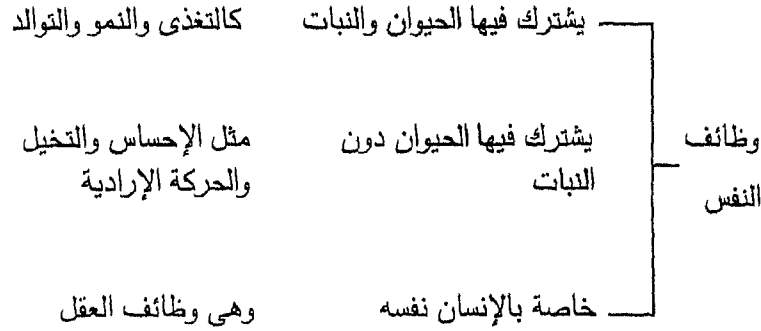 يشترك فيها الحيوان والنبات كالتغذى والنمو والتوالد
وظائف النفس
يشترك فيها الحيوان دون النبات
مثل الإحساس والتخيل والحركة الإرادية
خاصة بالإنسان نفسه وهى وظائف العقل